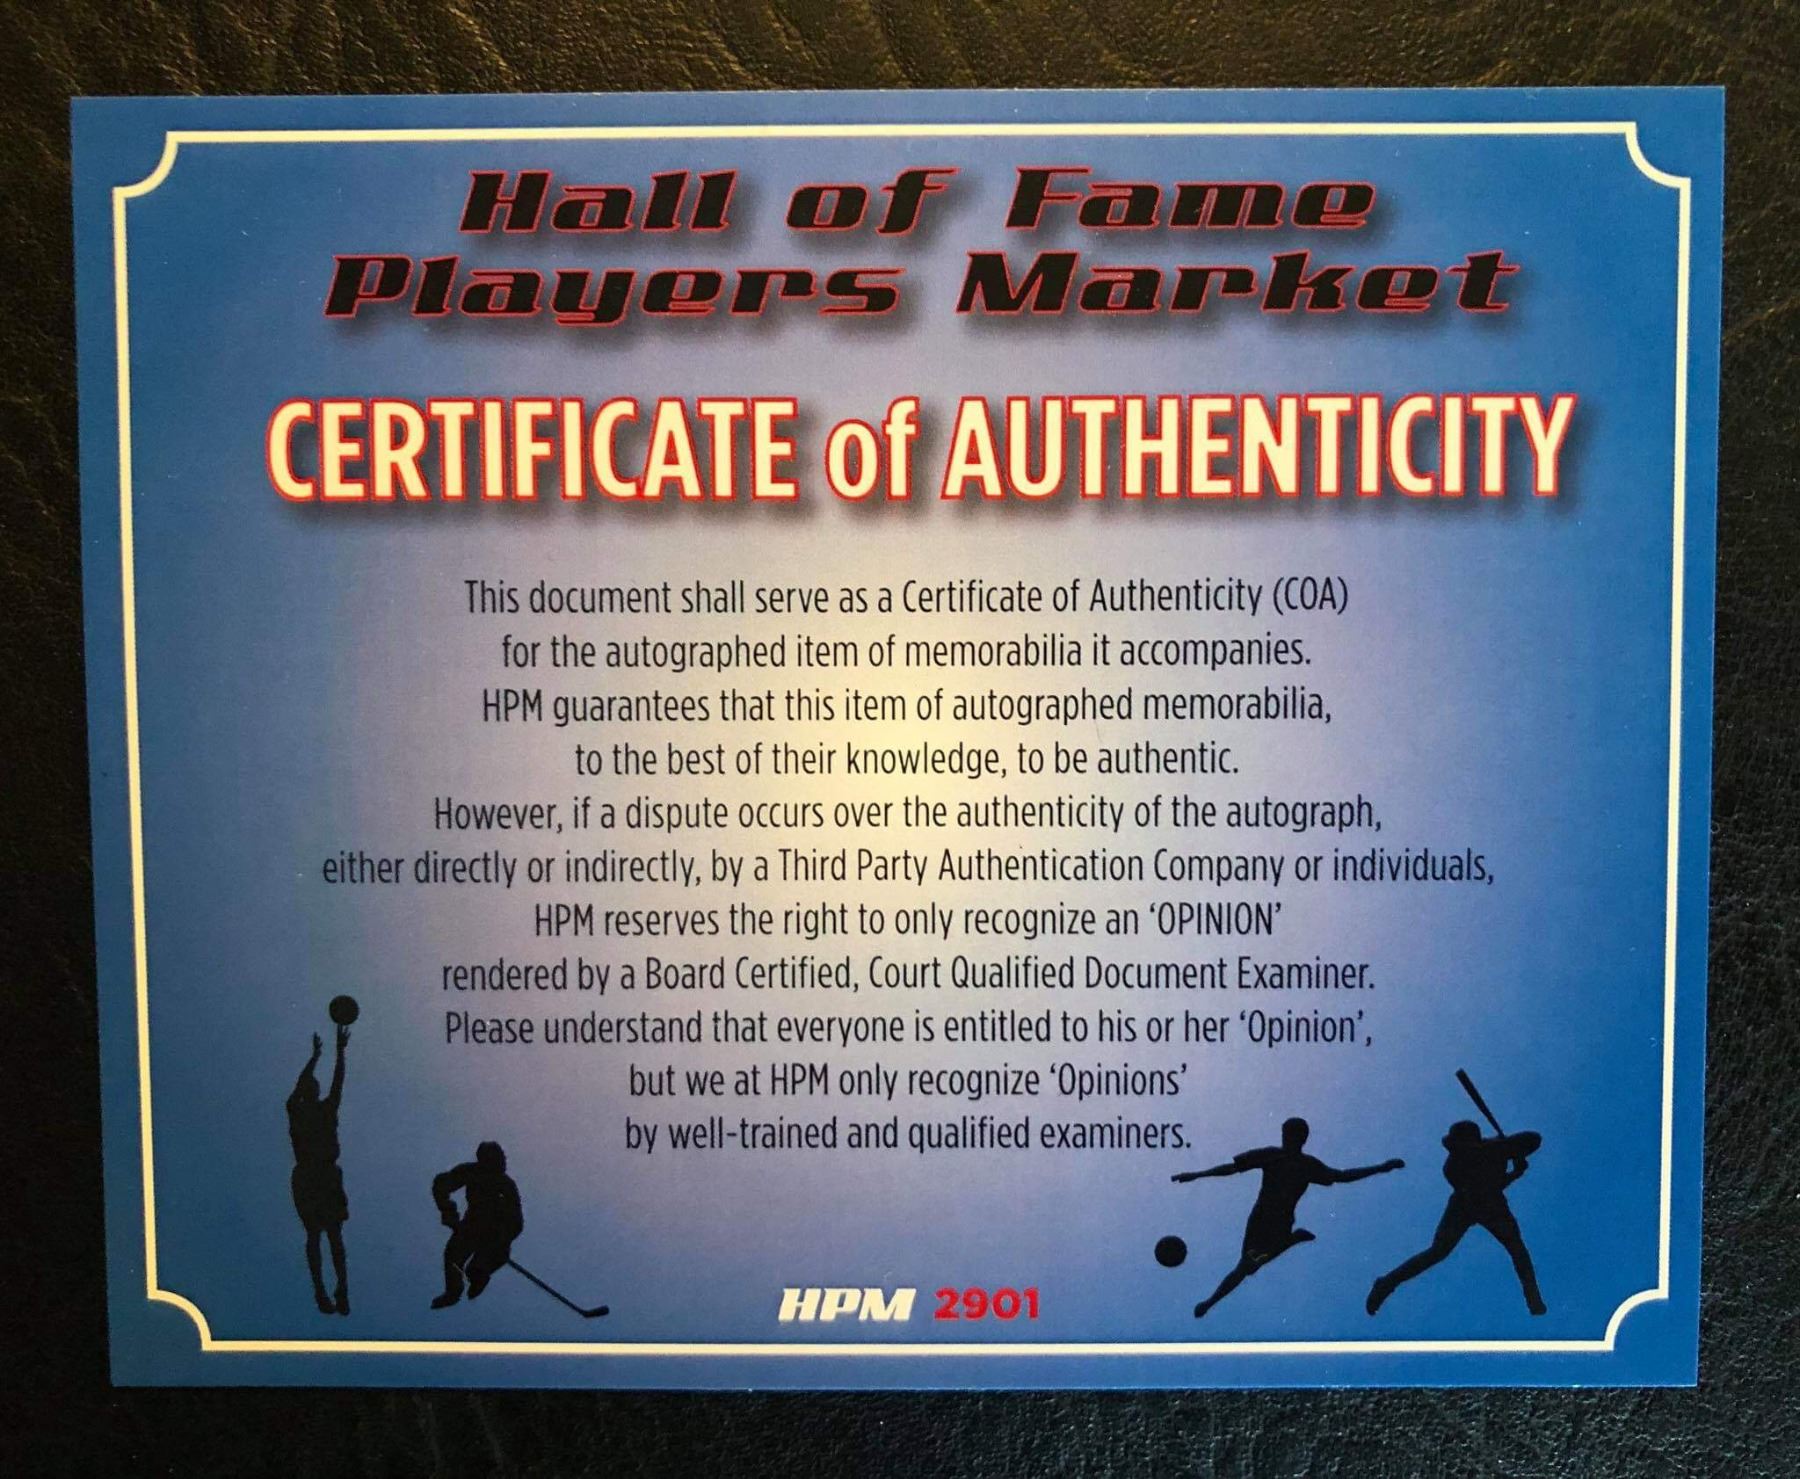 Hall of Fame
Players Market
CERTIFICATE of AUTHENTICITY
This document shall serve as a Certificate of Authenticity (COA)
for the autographed item of memorabilia it accompanies.
HPM guarantees that this item of autographed memorabilia,
to the best of their knowledge, to be authentic.
However, if a dispute occurs over the authenticity of the autograph,
either directly or indirectly, by a Third Party Authentication Company or individuals,
HPM reserves the right to only recognize an ‘OPINION’
rendered by a Board Certified, Court Qualified Document Examiner.
Please understand that everyone is entitled to his or her ‘Opinion’,
but we at HPM only recognize ‘Opinions’
by well-trained and qualified examiners.
HPM 2901